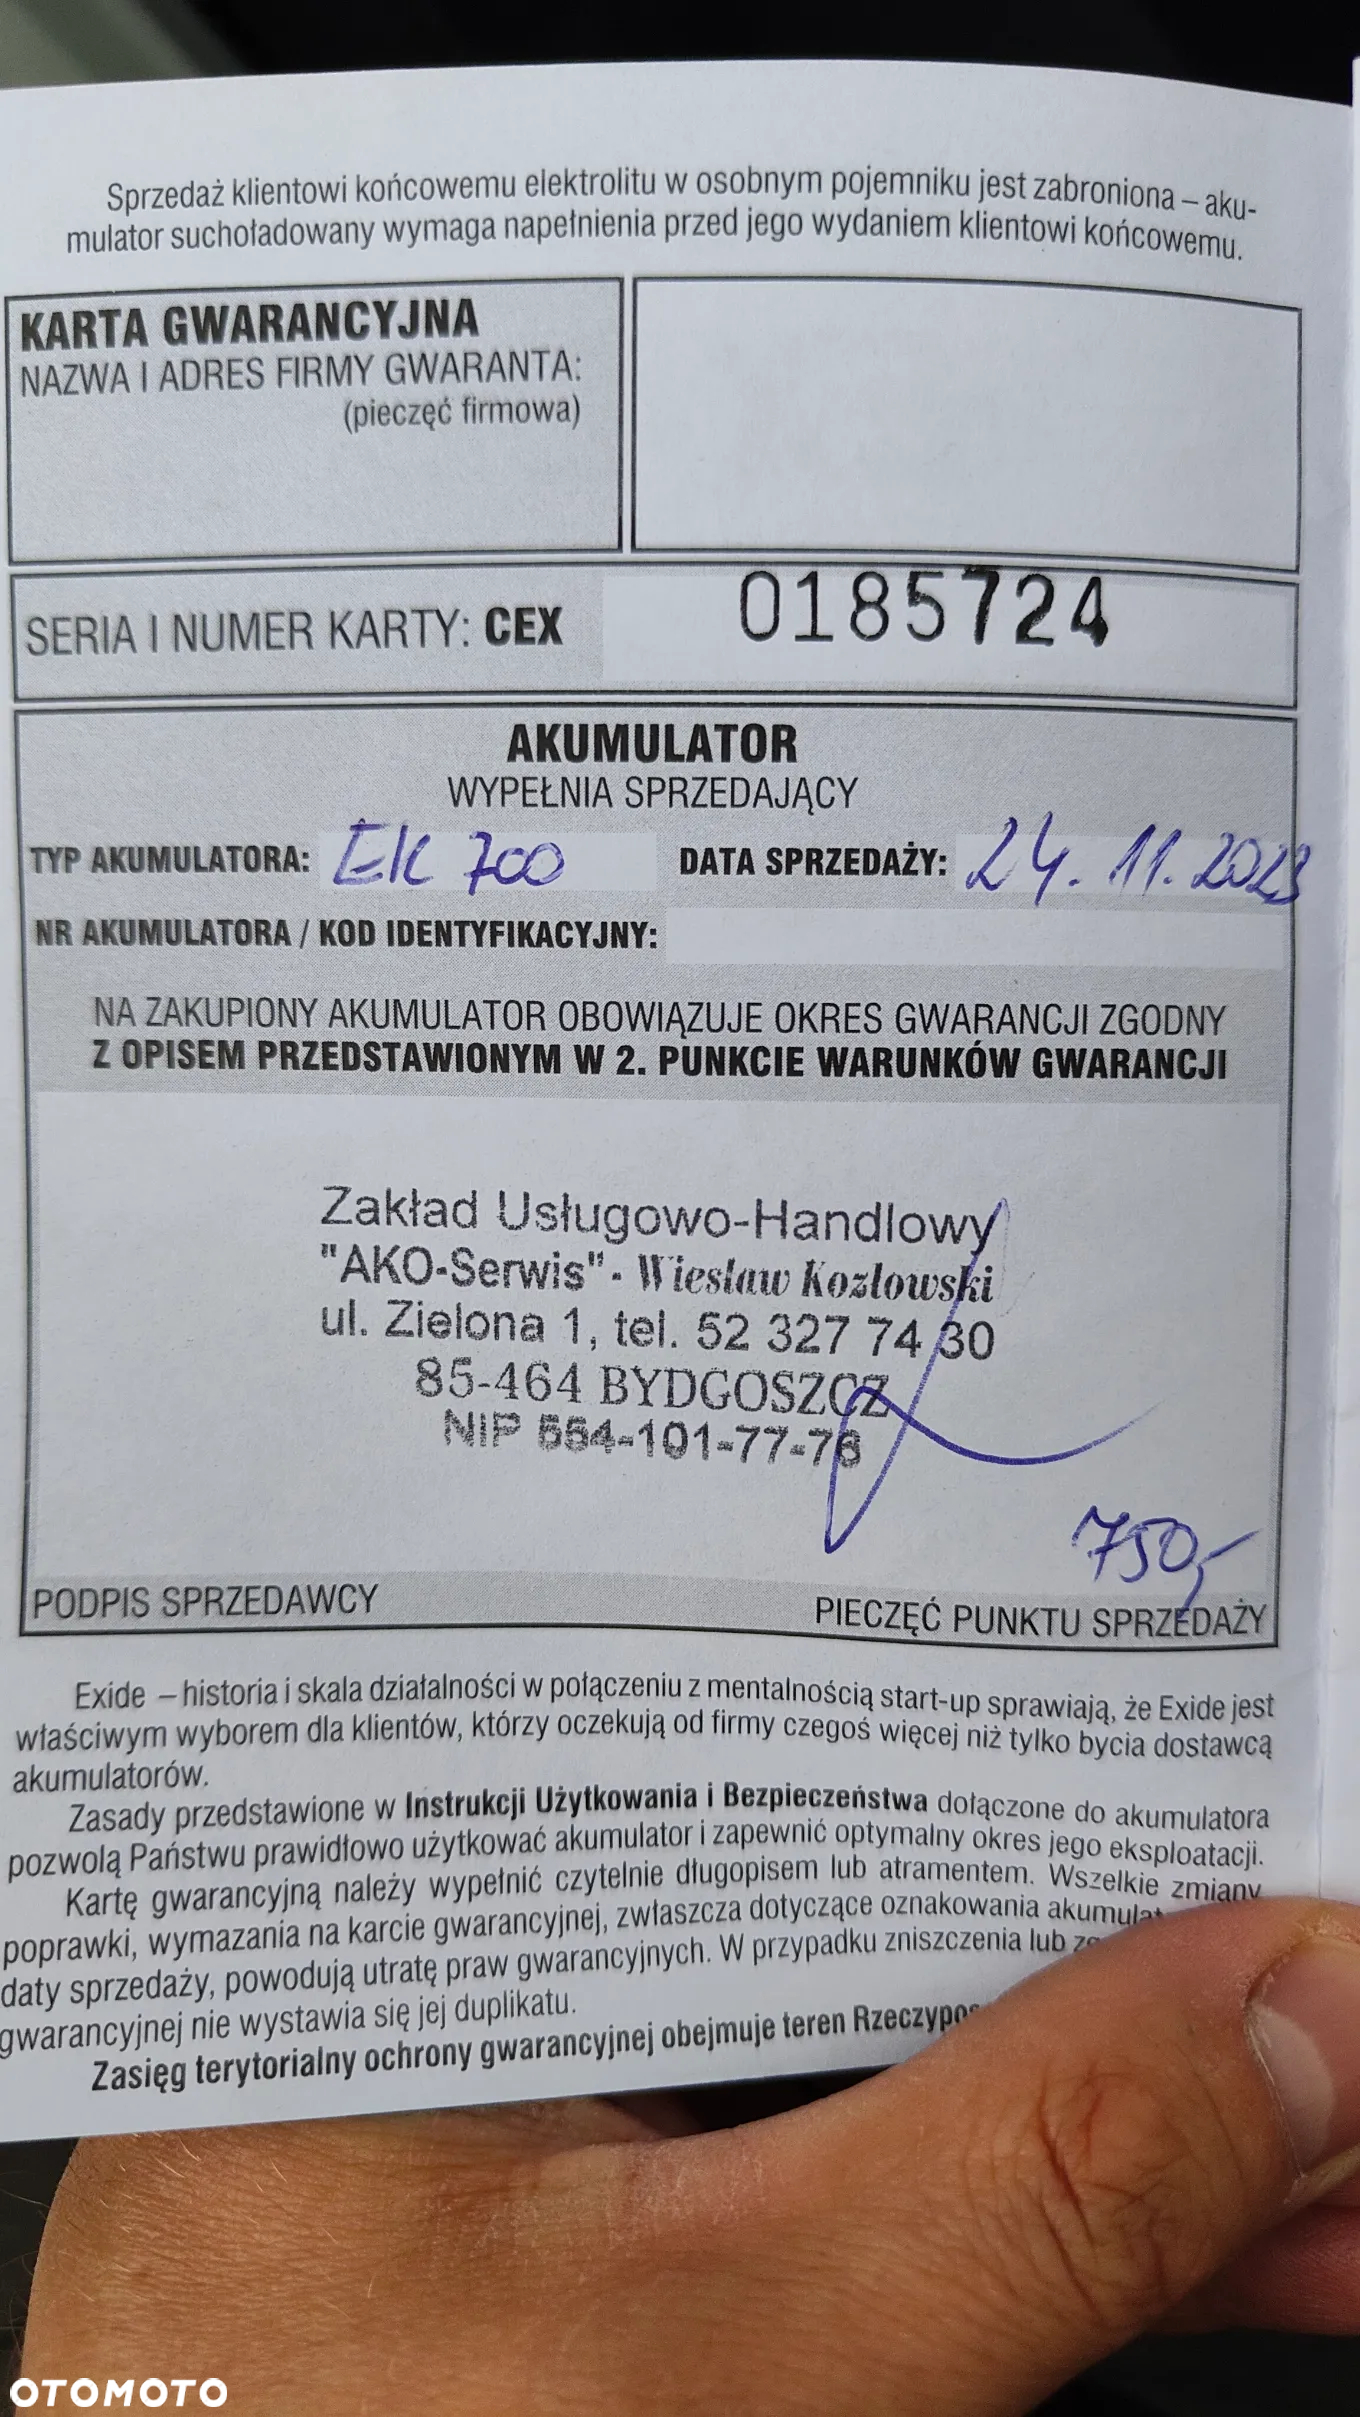 Sprzedaż klientowi końcowemu elektrolitu w osobnym pojemniku jest zabroniona – aku-
mulator suchoładowany wymaga napełnienia przed jego wydaniem klientowi końcowemu.
KARTA GWARANCYJNA
NAZWA I ADRES FIRMY GWARANTA:
(pieczęć firmowa)
SERIA I NUMER KARTY: CEX 0185724
AKUMULATOR
WYPEŁNIA SPRZEDAJĄCY
TYP AKUMULATORA: EK 700 DATA SPRZEDAŻY: 24.11.2023
NR AKUMULATORA / KOD IDENTYFIKACYJNY:
NA ZAKUPIONY AKUMULATOR OBOWIĄZUJE OKRES GWARANCJI ZGODNY
Z OPISEM PRZEDSTAWIONYM W 2. PUNKCIE WARUNKÓW GWARANCJI
Zakład Usługowo-Handlowy
"AKO-Serwis"- Wiesław Kozłowski
ul. Zielona 1, tel. 52 327 74 30
85-464 BYDGOSZCZ
NIP 554-101-77-76
750,-
PODPIS SPRZEDAWCY PIECZĘĆ PUNKTU SPRZEDAŻY
Exide – historia i skala działalności w połączeniu z mentalnością start-up sprawiają, że Exide jest
właściwym wyborem dla klientów, którzy oczekują od firmy czegoś więcej niż tylko bycia dostawcą
akumulatorów.
Zasady przedstawione w Instrukcji Użytkowania i Bezpieczeństwa dołączone do akumulatora
pozwolą Państwu prawidłowo użytkować akumulator i zapewnić optymalny okres jego eksploatacji.
Kartę gwarancyjną należy wypełnić czytelnie długopisem lub atramentem. Wszelkie zmiany,
poprawki, wymazania na karcie gwarancyjnej, zwłaszcza dotyczące oznakowania akumulat
daty sprzedaży, powodują utratę praw gwarancyjnych. W przypadku zniszczenia lub
gwarancyjnej nie wystawia się jej duplikatu.
Zasięg terytorialny ochrony gwarancyjnej obejmuje teren Rzeczypos
OTOMOTO